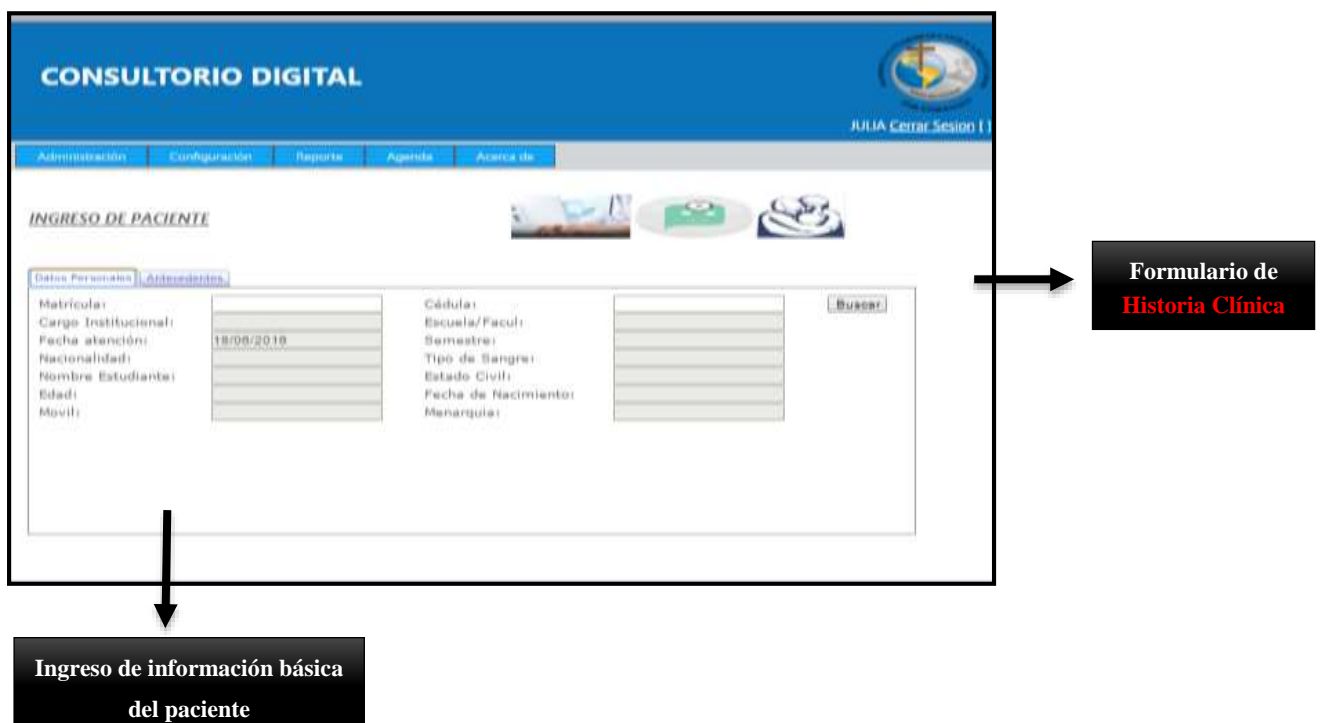 CONSULTORIO DIGITAL
JULIA Cerrar Sesion [ ]
Administración Configuración Reporte Agenda Acerca de
INGRESO DE PACIENTE
Datos Personales Antecedentes
Matrícula: Cédula: Buscar
Cargo Institucional: Escuela/Facul:
Fecha atención: 18/08/2018 Semestre:
Nacionalidad: Tipo de Sangre:
Nombre Estudiante: Estado Civil:
Edad: Fecha de Nacimiento:
Movil: Menarquia:
Formulario de
Historia Clínica
Ingreso de información básica
del paciente